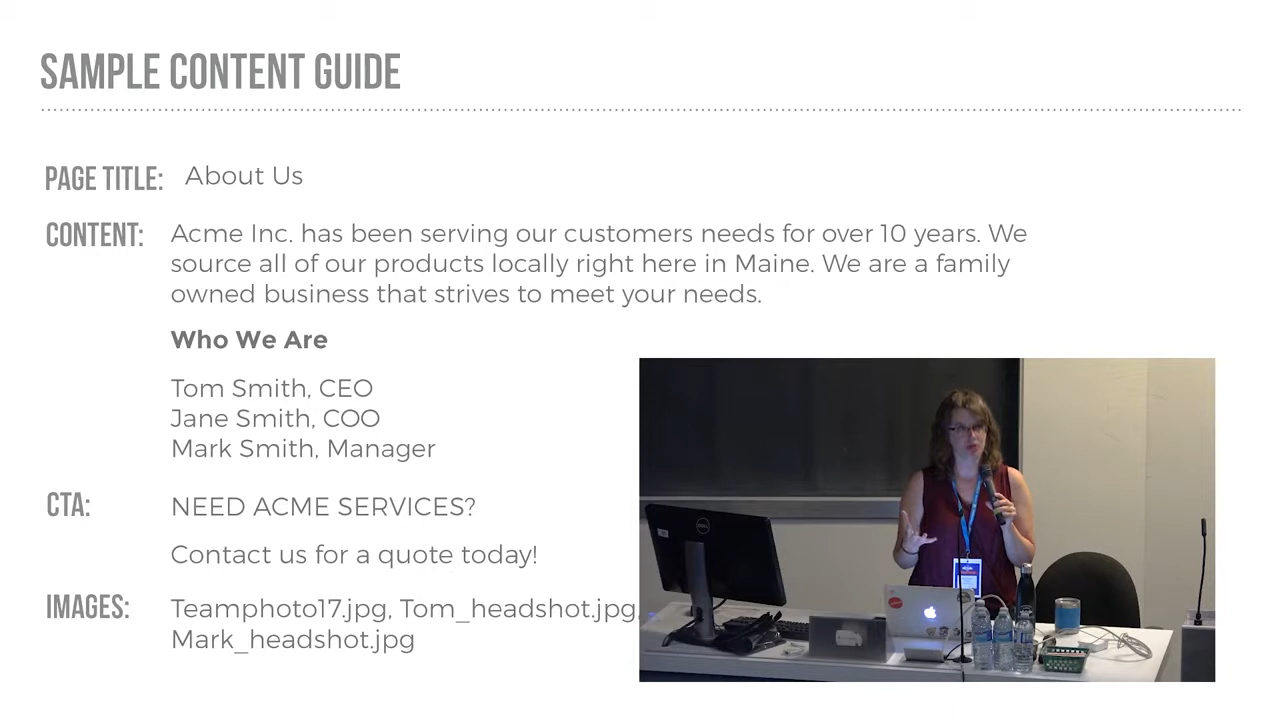 SAMPLE CONTENT GUIDE
PAGE TITLE: About Us
CONTENT: Acme Inc. has been serving our customers needs for over 10 years. We
source all of our products locally right here in Maine. We are a family
owned business that strives to meet your needs.
Who We Are
Tom Smith, CEO
Jane Smith, COO
Mark Smith, Manager
CTA: NEED ACME SERVICES?
Contact us for a quote today!
IMAGES: Teamphoto17.jpg, Tom_headshot.jpg,
Mark_headshot.jpg
DELL